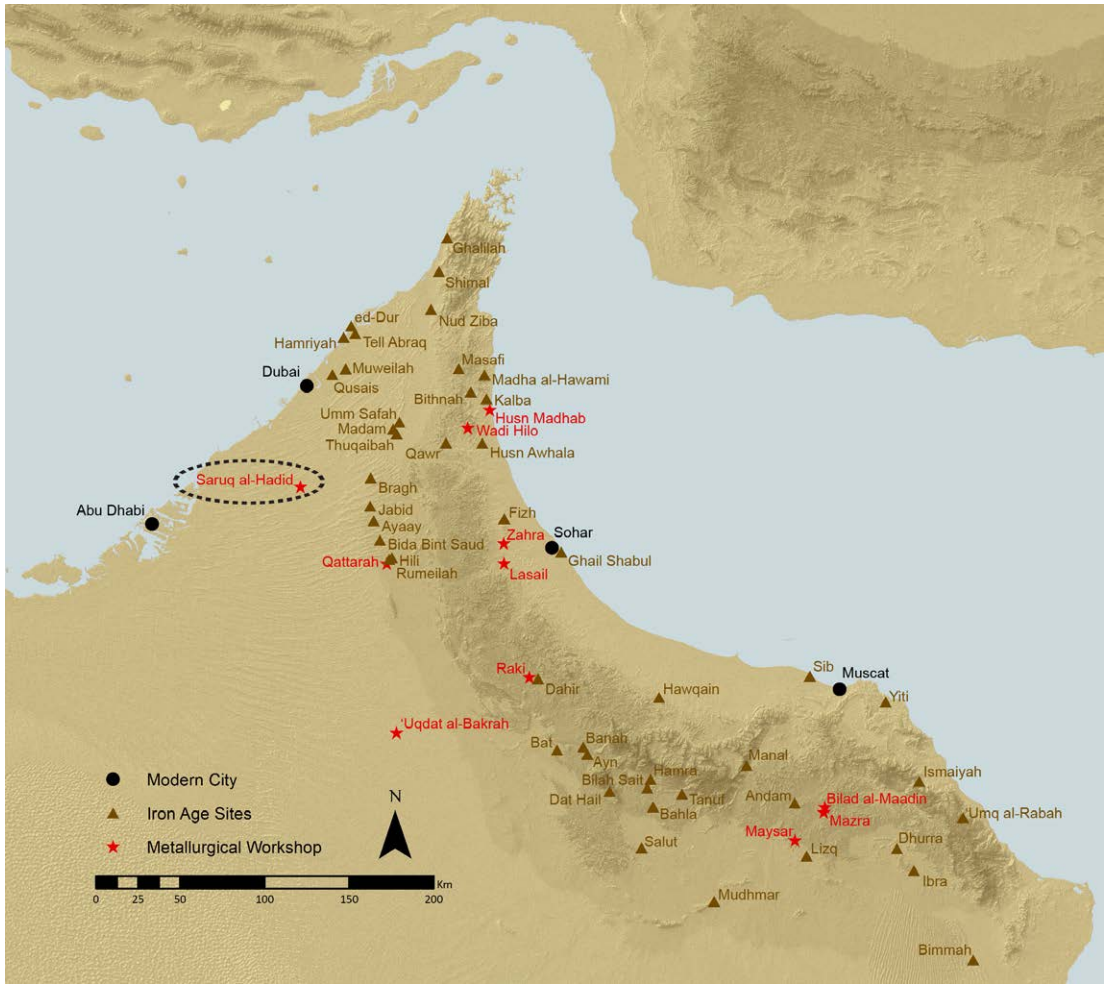 Ghalilah
Shimal
Nud Ziba
ed-Dur
Hamriyah
Tell Abraq
Dubai
Muweilah
Qusais
Masafi
Madha al-Hawami
Bithnah
Kalba
Husn Madhab
Umm Safah
Madam
Thuqaibah
Wadi Hilo
Qawr
Husn Awhala
Saruq al-Hadid
Bragh
Abu Dhabi
Jabid
Ayaay
Fizh
Bida Bint Saud
Zahra
Sohar
Ghail Shabul
Qattarah
Hili
Rumeilah
Lasail
Raki
Dahir
Hawqain
Sib
Muscat
Yiti
'Uqdat al-Bakrah
Bat
Banah
Ayn
Manal
Bilah Sait
Hamra
Ismaiyah
Dat Hail
Tanuf
Bahla
Andam
Bilad al-Maadin
Mazra
'Umq al-Rabah
Maysar
Salut
Lizq
Dhurra
Ibra
Mudhmar
Bimmah
Modern City
Iron Age Sites
Metallurgical Workshop
N
Km
0 25 50 100 150 200